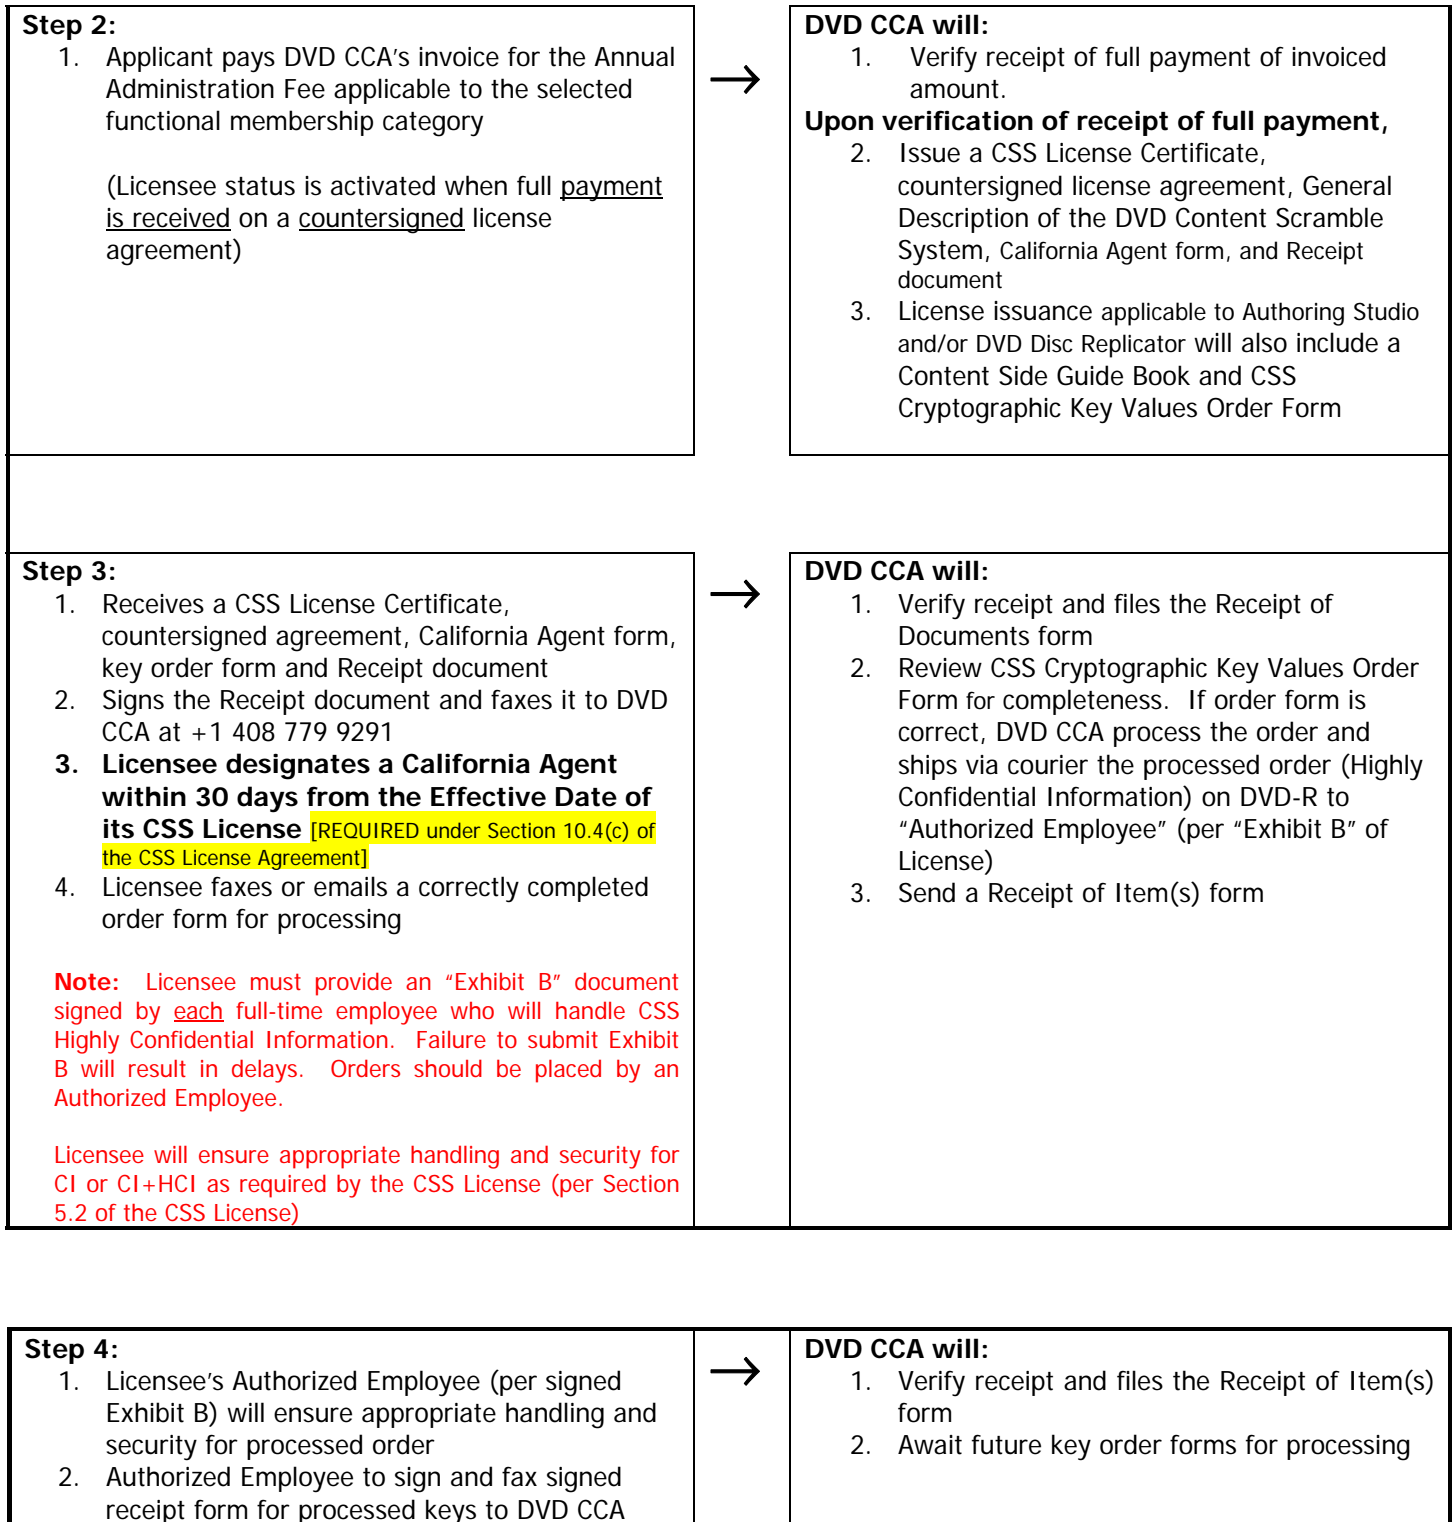 Step 2:
1. Applicant pays DVD CCA's invoice for the Annual
Administration Fee applicable to the selected
functional membership category
(Licensee status is activated when full payment
is received on a countersigned license
agreement)
→
DVD CCA will:
1. Verify receipt of full payment of invoiced
amount.
Upon verification of receipt of full payment,
2. Issue a CSS License Certificate,
countersigned license agreement, General
Description of the DVD Content Scramble
System, California Agent form, and Receipt
document
3. License issuance applicable to Authoring Studio
and/or DVD Disc Replicator will also include a
Content Side Guide Book and CSS
Cryptographic Key Values Order Form
Step 3:
1. Receives a CSS License Certificate,
countersigned agreement, California Agent form,
key order form and Receipt document
2. Signs the Receipt document and faxes it to DVD
CCA at +1 408 779 9291
3. Licensee designates a California Agent
within 30 days from the Effective Date of
its CSS License [REQUIRED under Section 10.4(c) of
the CSS License Agreement]
4. Licensee faxes or emails a correctly completed
order form for processing
Note: Licensee must provide an "Exhibit B" document
signed by each full-time employee who will handle CSS
Highly Confidential Information. Failure to submit Exhibit
B will result in delays. Orders should be placed by an
Authorized Employee.
Licensee will ensure appropriate handling and security for
CI or CI+HCI as required by the CSS License (per Section
5.2 of the CSS License)
→
DVD CCA will:
1. Verify receipt and files the Receipt of
Documents form
2. Review CSS Cryptographic Key Values Order
Form for completeness. If order form is
correct, DVD CCA process the order and
ships via courier the processed order (Highly
Confidential Information) on DVD-R to
"Authorized Employee" (per "Exhibit B" of
License)
3. Send a Receipt of Item(s) form
Step 4:
1. Licensee's Authorized Employee (per signed
Exhibit B) will ensure appropriate handling and
security for processed order
2. Authorized Employee to sign and fax signed
receipt form for processed keys to DVD CCA
→
DVD CCA will:
1. Verify receipt and files the Receipt of Item(s)
form
2. Await future key order forms for processing